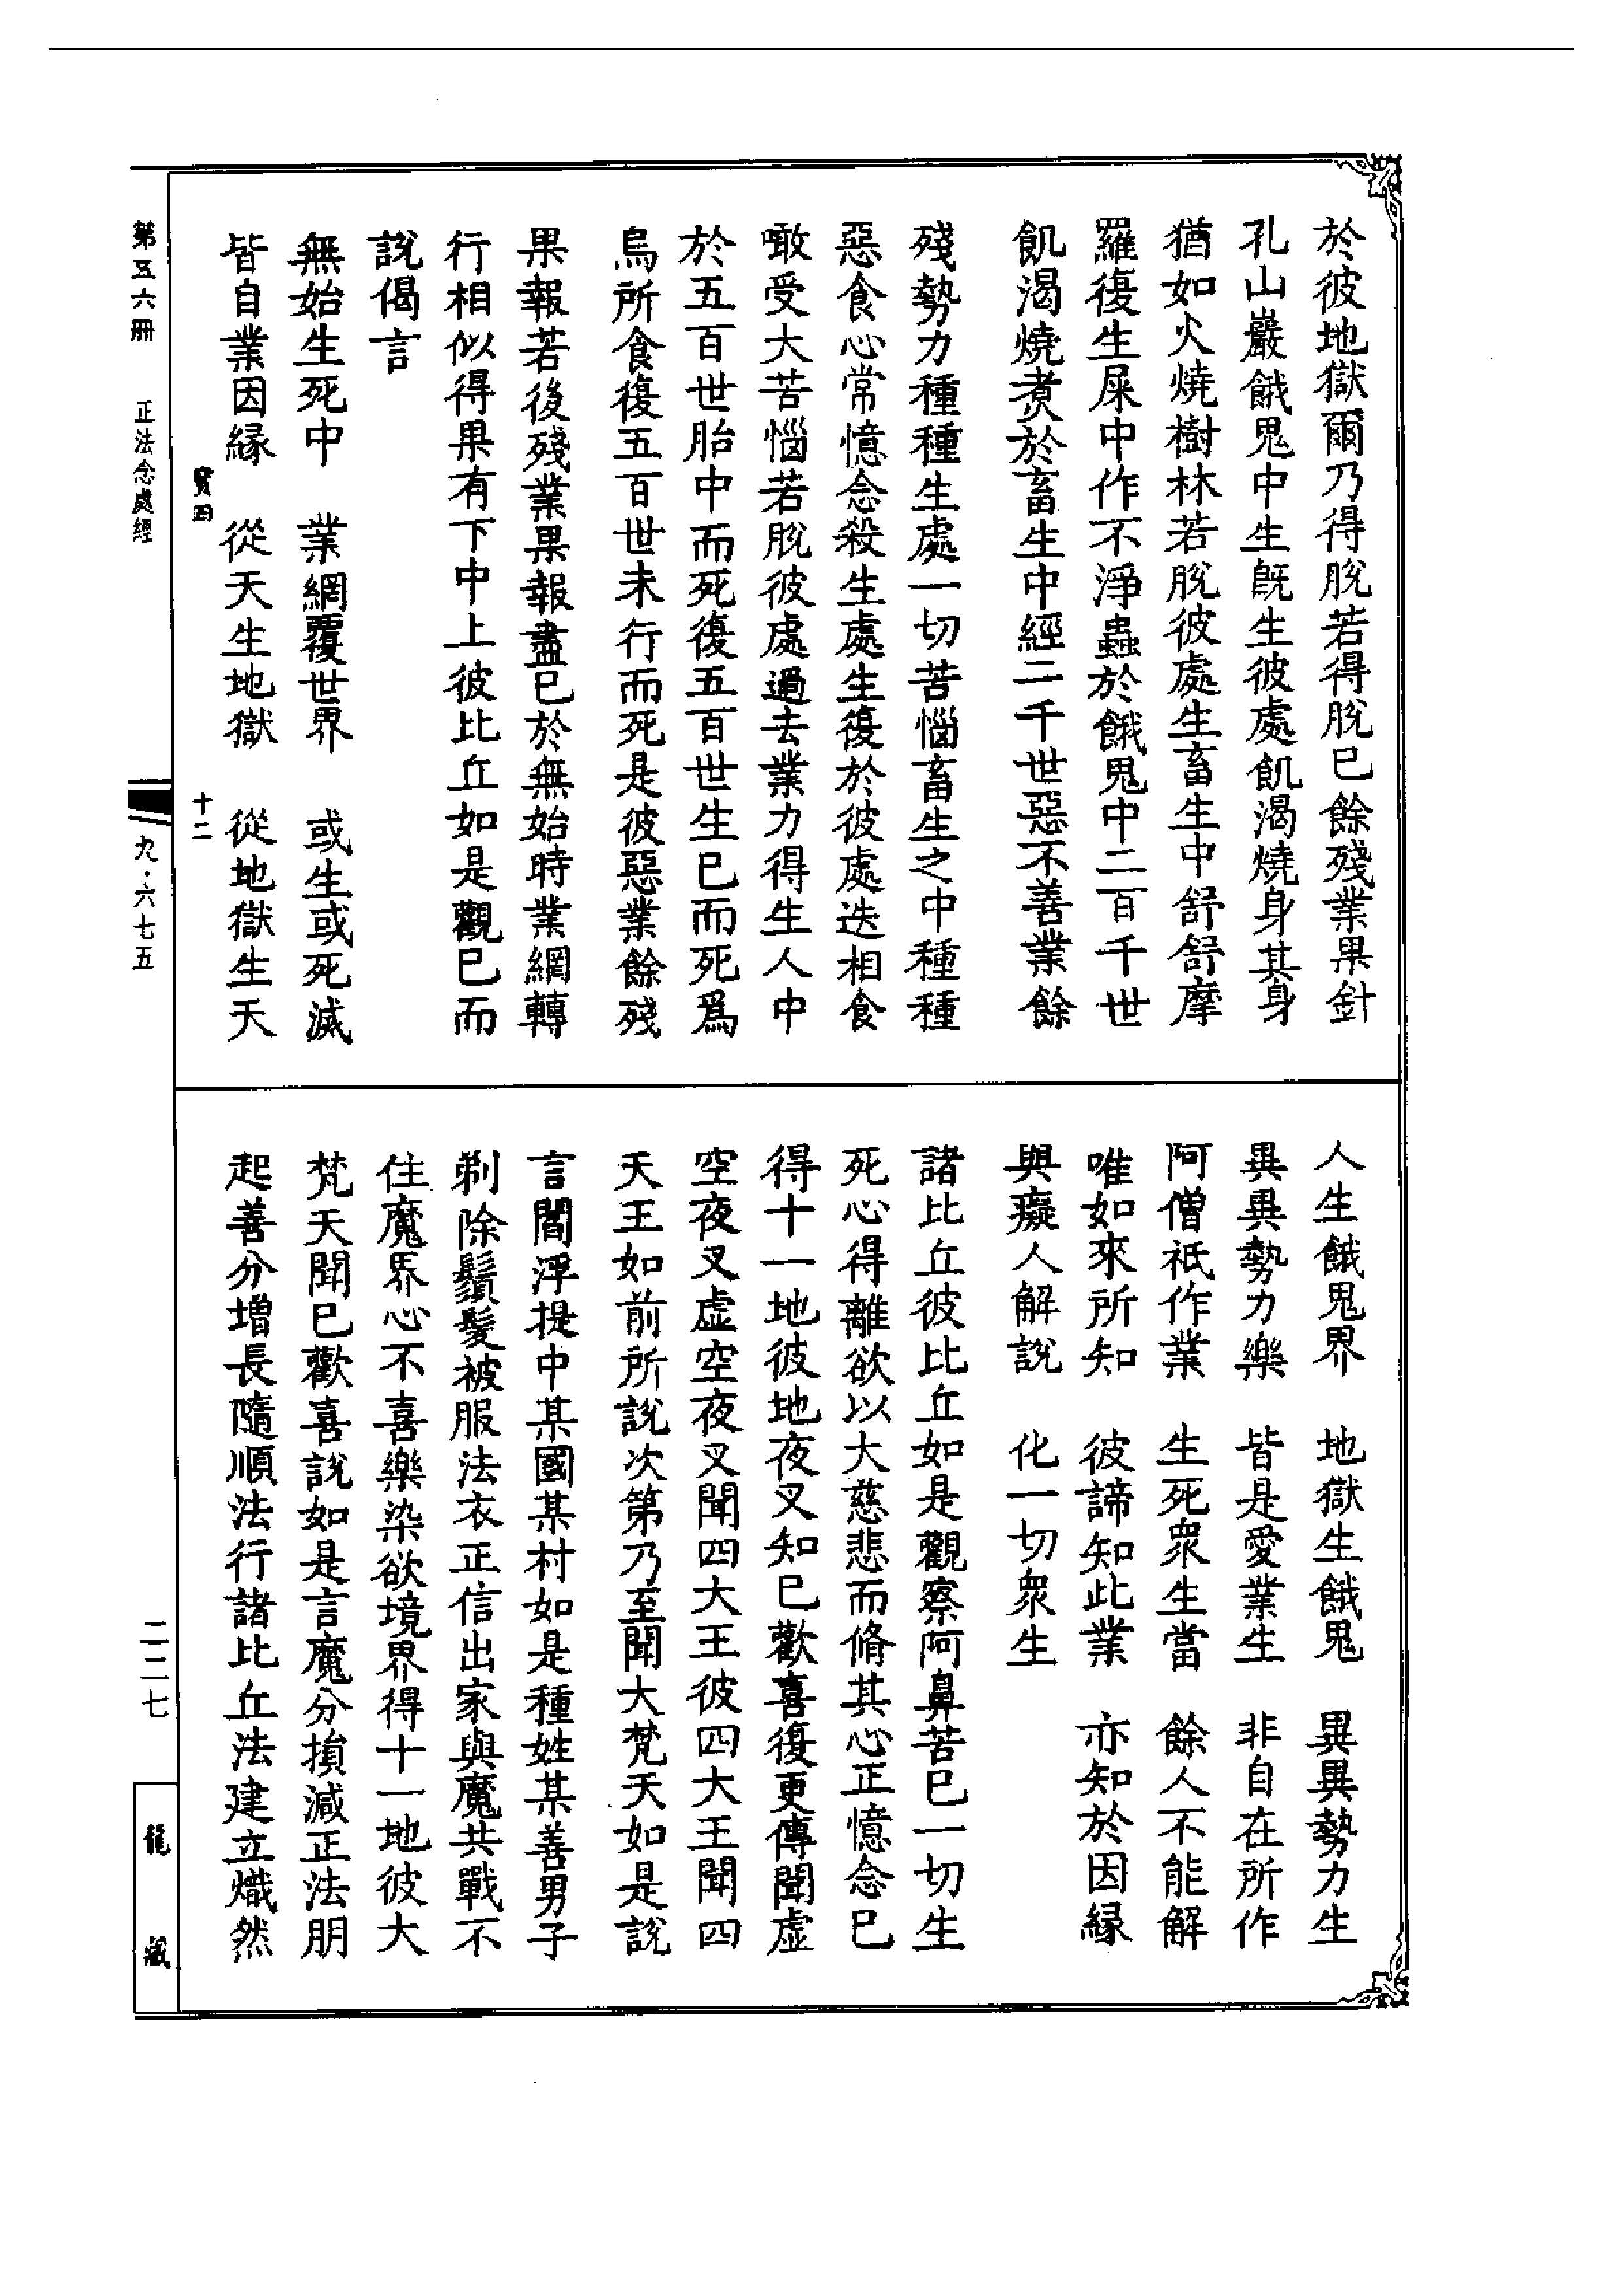 於彼地獄爾乃得脫若得脫已餘殘業果針
孔山巖餓鬼中生旣生彼處飢渴燒身其身
猶如火燒樹林若脫彼處生畜生中舒舒摩
羅復生屎中作不淨蟲於餓鬼中二百千世
飢渴燒煑於畜生中經二千世惡不善業餘
殘勢力種種生處一切苦惱畜生之中種種
惡食心常憶念殺生處生復於彼處迭相食
噉受大苦惱若脫彼處過去業力得生人中
於五百世胎中而死復五百世生已而死爲
烏所食復五百世未行而死是彼惡業餘殘
果報若後殘業果報盡已於無始時業網轉
行相似得果有下中上彼比丘如是觀已而
說偈言
無始生死中　業網覆世界　或生或死滅
皆自業因緣　從天生地獄　從地獄生天
人生餓鬼界　地獄生餓鬼　異異勢力生
異異勢力樂　皆是愛業生　非自在所作
阿僧祇作業　生死衆生當　餘人不能解
唯如來所知　彼諦知此業　亦知於因緣
與癡人解說　化一切衆生
諸比丘彼比丘如是觀察阿鼻苦已一切生
死心得離欲以大慈悲而脩其心正憶念已
得十一地彼地夜叉知已歡喜復更傳聞虛
空夜叉虛空夜叉聞四大王彼四大王聞四
天王如前所說次第乃至聞大梵天如是說
言閻浮提中某國某村如是種姓某善男子
剃除鬚髮被服法衣正信出家與魔共戰不
住魔界心不喜樂染欲境界得十一地彼大
梵天聞已歡喜說如是言魔分損減正法朋
起善分增長隨順法行諸比丘法建立熾然
寶四　十二
第五六冊　正法念處經
九·六七五
二二七
龍藏